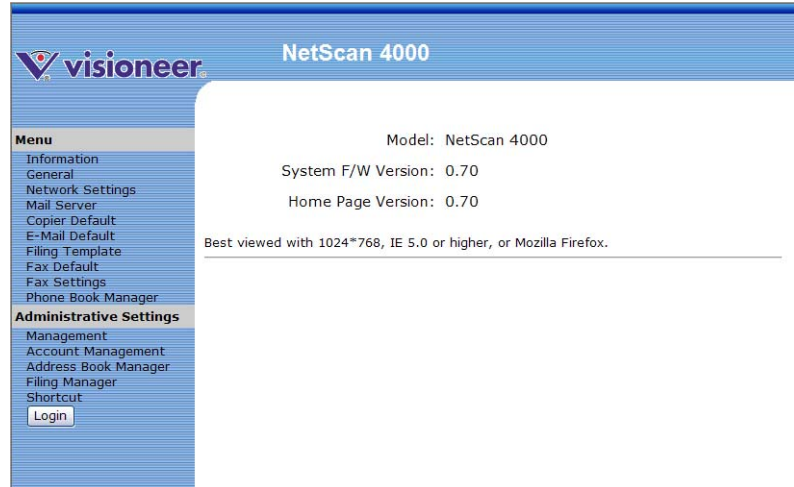 visioneer
NetScan 4000
Menu
Information
General
Network Settings
Mail Server
Copier Default
E-Mail Default
Filing Template
Fax Default
Fax Settings
Phone Book Manager
Administrative Settings
Management
Account Management
Address Book Manager
Filing Manager
Shortcut
Login
Model: NetScan 4000
System F/W Version: 0.70
Home Page Version: 0.70
Best viewed with 1024*768, IE 5.0 or higher, or Mozilla Firefox.